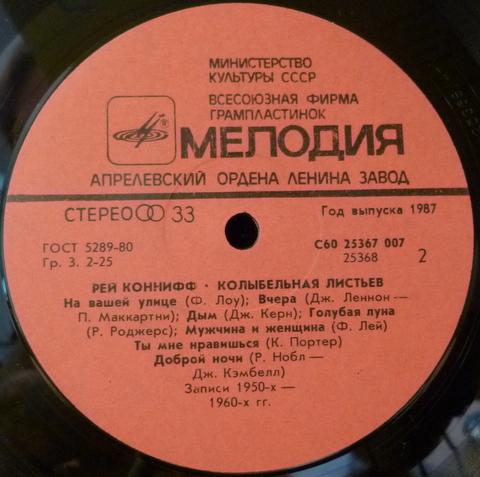 МИНИСТЕРСТВО
КУЛЬТУРЫ СССР
ВСЕСОЮЗНАЯ ФИРМА
ГРАМПЛАСТИНОК
МЕЛОДИЯ
АПРЕЛЕВСКИЙ ОРДЕНА ЛЕНИНА ЗАВОД
СТЕРЕО 33
Год выпуска 1987
ГОСТ 5289-80
Гр. 3. 2-25
С60 25367 007
25368
2
РЕЙ КОННИФФ · КОЛЫБЕЛЬНАЯ ЛИСТЬЕВ
На вашей улице (Ф. Лоу); Вчера (Дж. Леннон —
П. Маккартни); Дым (Дж. Керн); Голубая луна
(Р. Роджерс); Мужчина и женщина (Ф. Лей)
Ты мне нравишься (К. Портер)
Доброй ночи (Р. Нобл —
Дж. Кэмбелл)
Записи 1950-х —
1960-х гг.